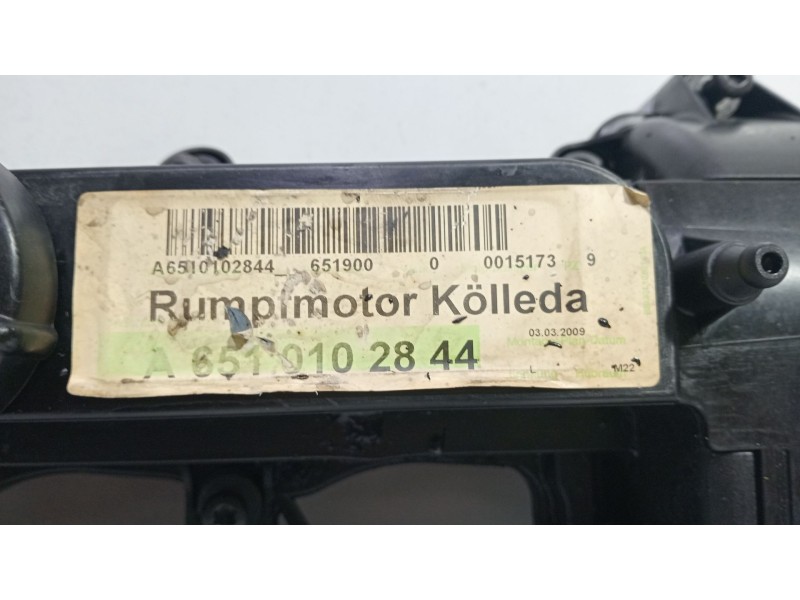 A6510102844_ 651900 0 0015173 9
Rumpfmotor Kölleda
03.03.2009
A 651 010 28 44
L M22